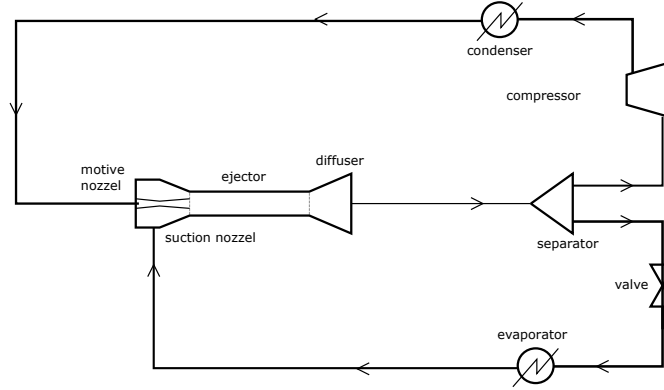 condenser
compressor
motive
nozzel
ejector
diffuser
suction nozzel
separator
valve
evaporator